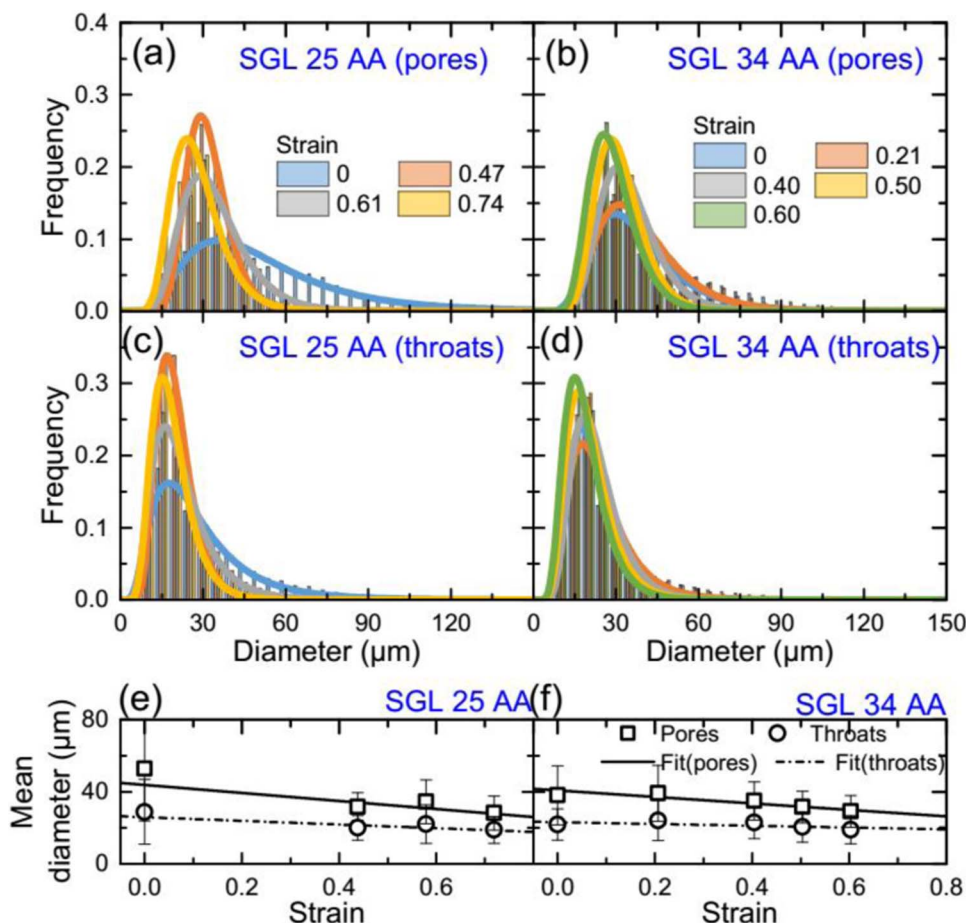 (a) SGL 25 AA (pores)
(b) SGL 34 AA (pores)
Frequency
0.4
0.3
0.2
0.1
0.0
Strain
0 0.47
0.61 0.74
Strain
0 0.21
0.40 0.50
0.60
(c) SGL 25 AA (throats)
(d) SGL 34 AA (throats)
Frequency
0.3
0.2
0.1
0.0
0 30 60 90 120 0 30 60 90 120 150
Diameter (µm) Diameter (µm)
(e) SGL 25 AA
(f) SGL 34 AA
Pores Throats
Fit(pores) Fit(throats)
Mean
diameter (µm)
80
40
0
0.0 0.2 0.4 0.6 0.0 0.2 0.4 0.6 0.8
Strain Strain